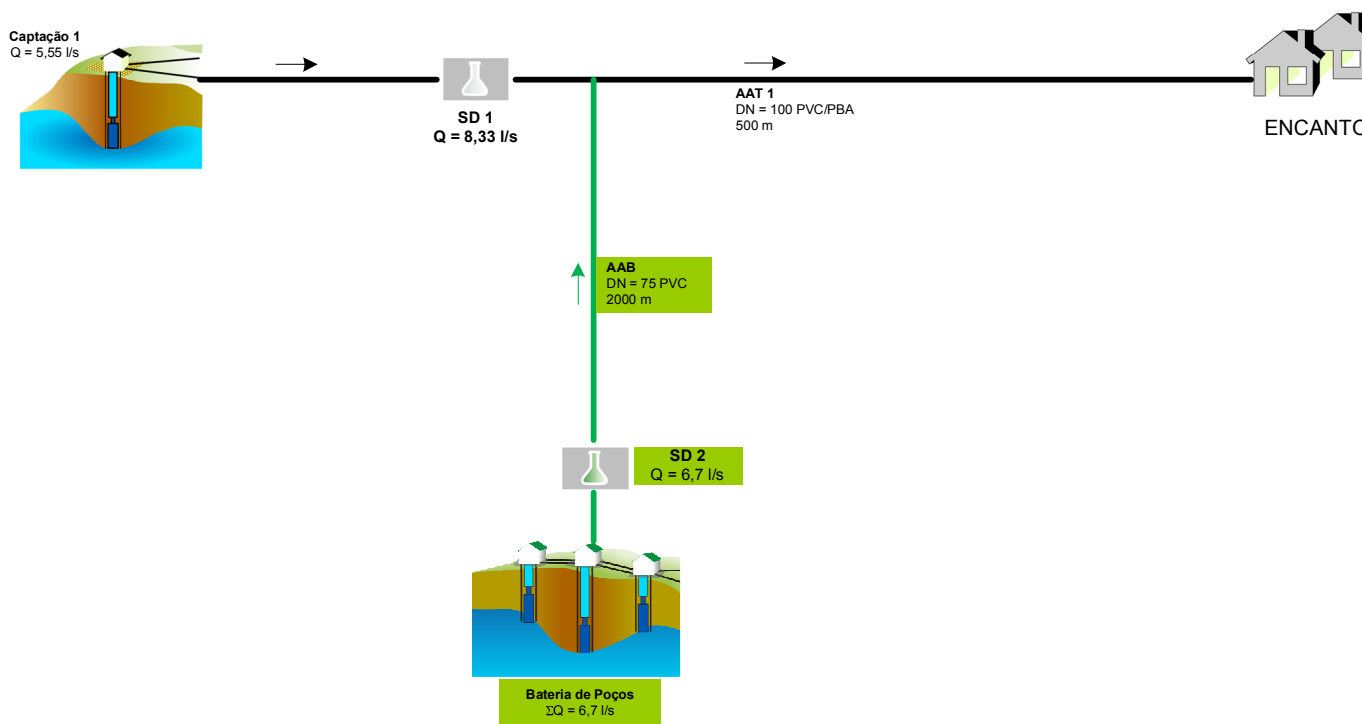 Captação 1
Q = 5,55 l/s
SD 1
Q = 8,33 l/s
AAT 1
DN = 100 PVC/PBA
500 m
ENCANTO
AAB
DN = 75 PVC
2000 m
SD 2
Q = 6,7 l/s
Bateria de Poços
ΣQ = 6,7 l/s